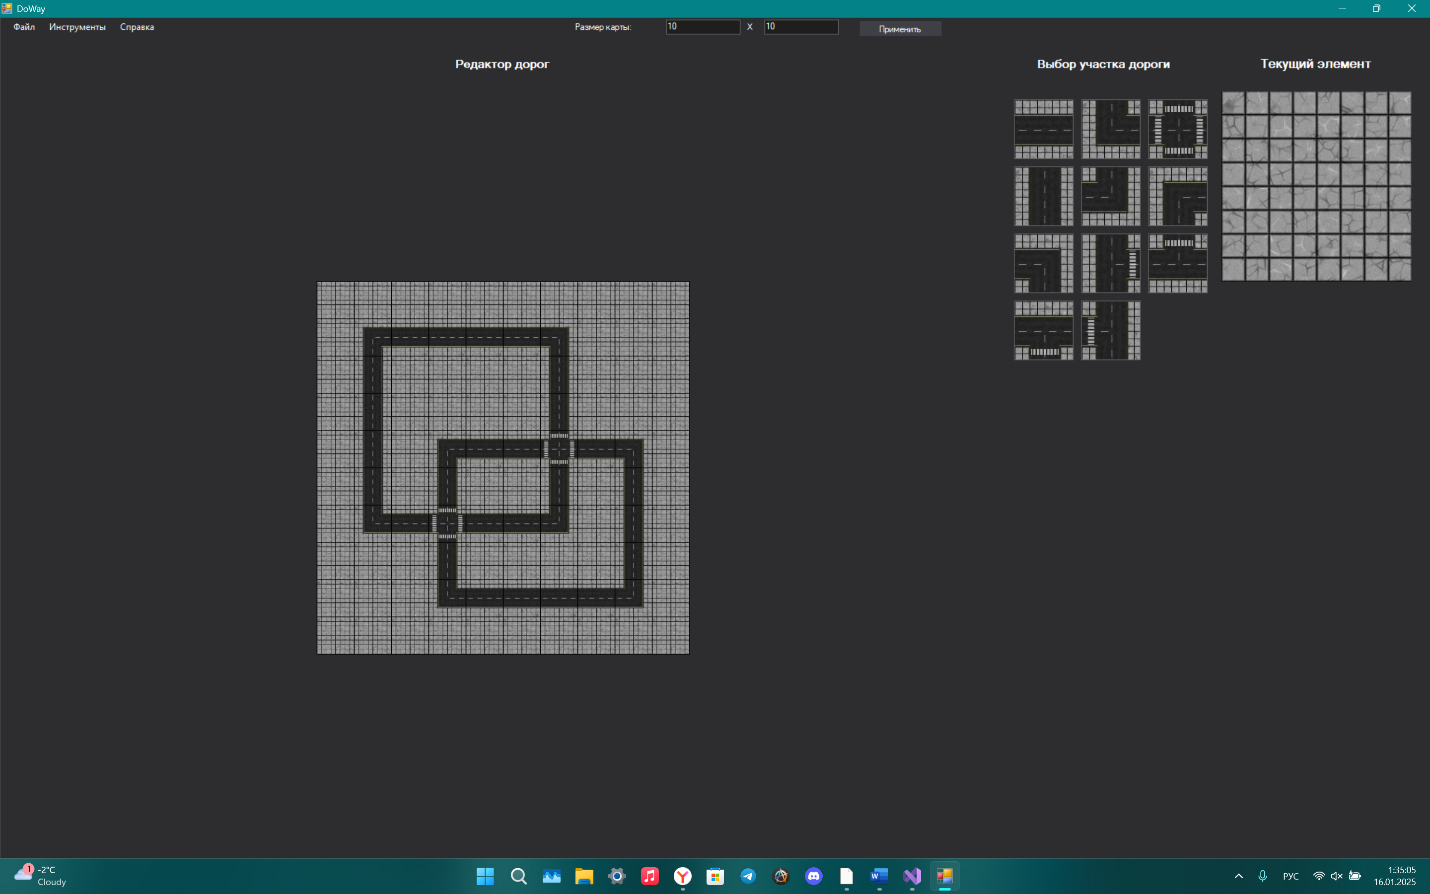 DoWay
Файл Инструменты Справка Размер карты: 10 X 10 Применить
Редактор дорог Выбор участка дороги Текущий элемент
1
-2°C
Cloudy
РУС
1:35:05
16.01.2025